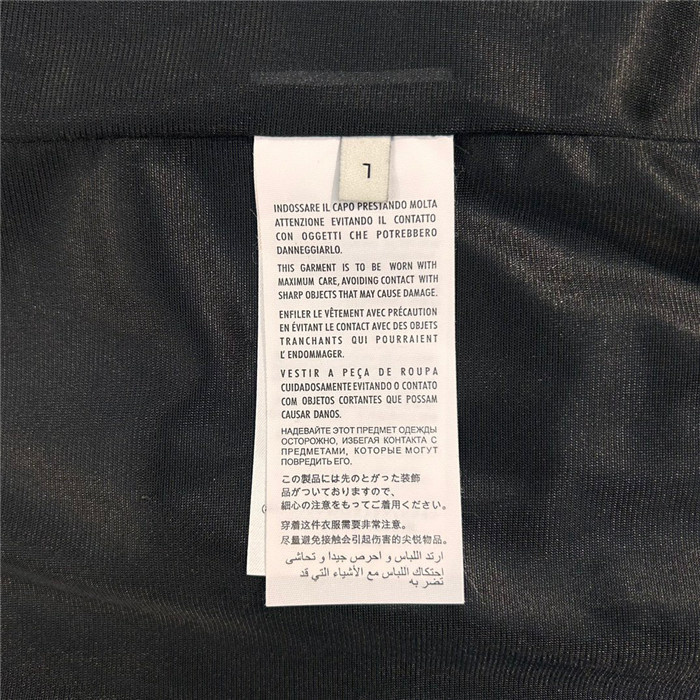 L
INDOSSARE IL CAPO PRESTANDO MOLTA
ATTENZIONE EVITANDO IL CONTATTO
CON OGGETTI CHE POTREBBERO
DANNEGGIARLO.
THIS GARMENT IS TO BE WORN WITH
MAXIMUM CARE, AVOIDING CONTACT WITH
SHARP OBJECTS THAT MAY CAUSE DAMAGE.
ENFILER LE VÊTEMENT AVEC PRÉCAUTION
EN ÉVITANT LE CONTACT AVEC DES OBJETS
TRANCHANTS QUI POURRAIENT
L'ENDOMMAGER.
VESTIR A PEÇA DE ROUPA
CUIDADOSAMENTE EVITANDO O CONTATO
COM OBJETOS CORTANTES QUE POSSAM
CAUSAR DANOS.
НАДЕВАЙТЕ ЭТОТ ПРЕДМЕТ ОДЕЖДЫ
ОСТОРОЖНО, ИЗБЕГАЯ КОНТАКТА С
ПРЕДМЕТАМИ, КОТОРЫЕ МОГУТ
ПОВРЕДИТЬ ЕГО.
この製品には先のとがった装飾
品がついておりますので、
細心の注意をもってご着用ください。
穿着这件衣服需要非常注意。
尽量避免接触会引起伤害的尖锐物品。
ارتد اللباس و احرص جيدا و تحاشى
احتكاك اللباس مع الأشياء التي قد
تضر به